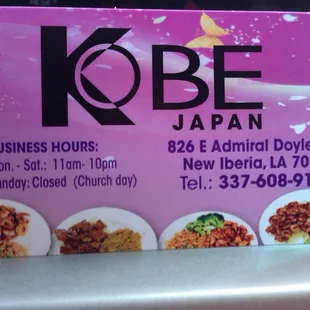 KOBE
JAPAN
USINESS HOURS:
on. - Sat.: 11am- 10pm
unday: Closed (Church day)
826 E Admiral Doyle
New Iberia, LA 70
Tel.: 337-608-91